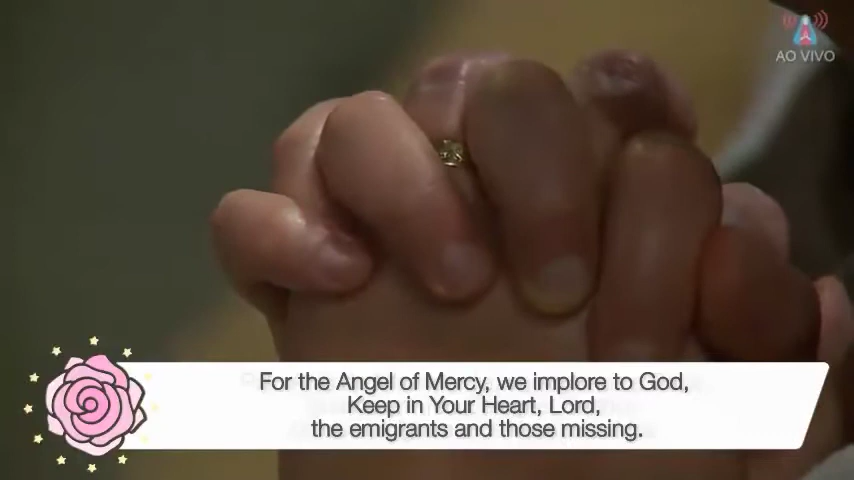 AO VIVO
For the Angel of Mercy, we implore to God,
Keep in Your Heart, Lord,
the emigrants and those missing.